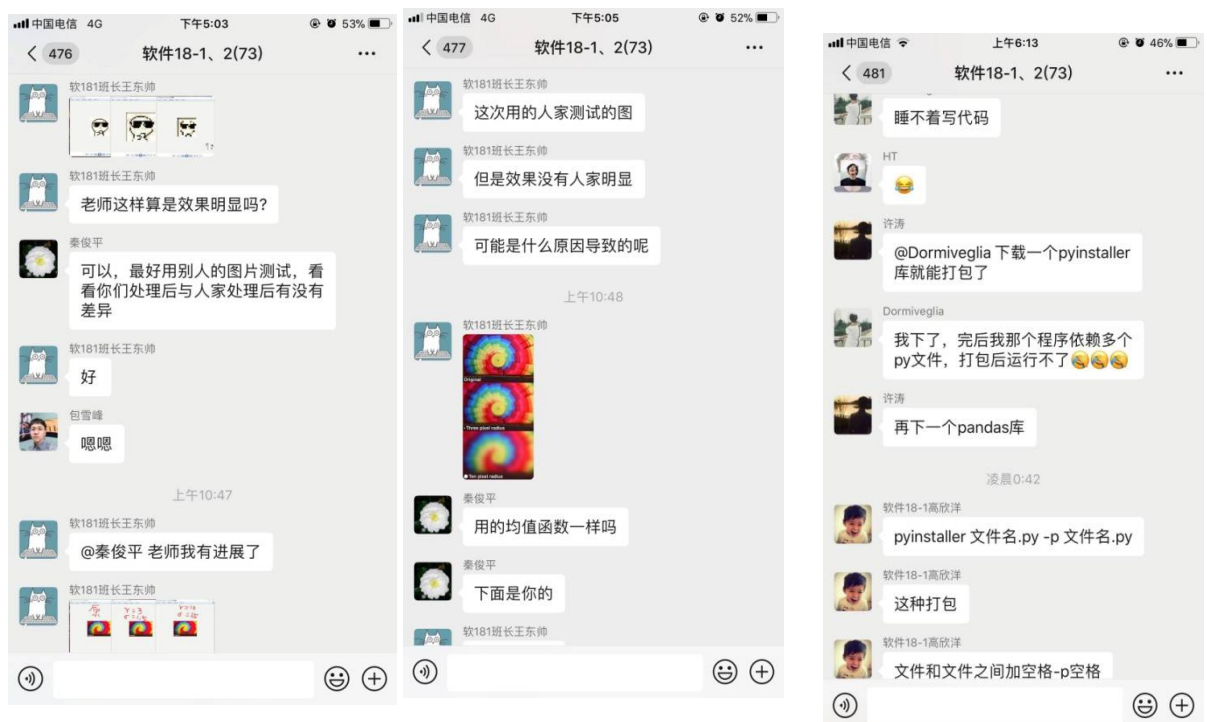 中国电信 4G
下午5:03
53%
476
软件18-1、2(73)
软181班长王东帅
软181班长王东帅
老师这样算是效果明显吗?
秦俊平
可以，最好用别人的图片测试，看
看你们处理后与人家处理后有没有
差异
软181班长王东帅
好
包雪峰
嗯嗯
上午10:47
软181班长王东帅
@秦俊平 老师我有进展了
软181班长王东帅
中国电信 4G
下午5:05
52%
477
软件18-1、2(73)
软181班长王东帅
这次用的人家测试的图
软181班长王东帅
但是效果没有人家明显
软181班长王东帅
可能是什么原因导致的呢
上午10:48
软181班长王东帅
Original
Three pixel radius
Ten pixel radius
秦俊平
用的均值函数一样吗
秦俊平
下面是你的
软181班长王东帅
中国电信
上午6:13
46%
481
软件18-1、2(73)
睡不着写代码
HT
许涛
@Dormiveglia 下载一个pyinstaller
库就能打包了
Dormiveglia
我下了，完后我那个程序依赖多个
py文件，打包后运行不了
许涛
再下一个pandas库
凌晨0:42
软件18-1高欣洋
pyinstaller 文件名.py -p 文件名.py
软件18-1高欣洋
这种打包
软件18-1高欣洋
文件和文件之间加空格-p空格